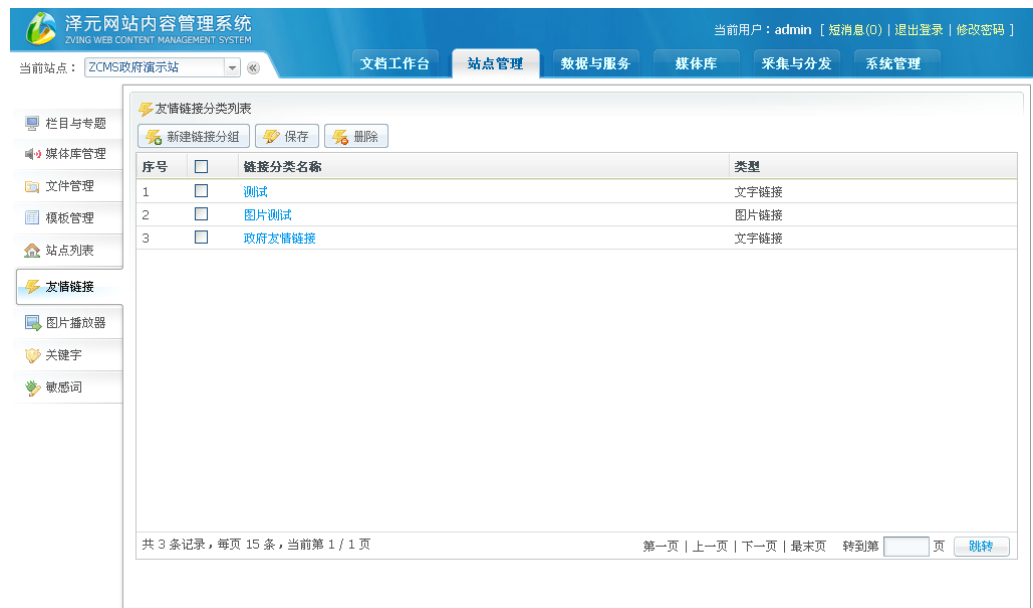 泽元网站内容管理系统
ZVING WEB CONTENT MANAGEMENT SYSTEM
当前用户：admin [ 短消息(0) | 退出登录 | 修改密码 ]
当前站点： ZCMS政府演示站
文档工作台 站点管理 数据与服务 媒体库 采集与分发 系统管理
栏目与专题
媒体库管理
文件管理
模板管理
站点列表
友情链接
图片播放器
关键字
敏感词
友情链接分类列表
新建链接分组 保存 删除
序号 链接分类名称 类型
1 测试 文字链接
2 图片测试 图片链接
3 政府友情链接 文字链接
共 3 条记录，每页 15 条，当前第 1 / 1 页 第一页 | 上一页 | 下一页 | 最末页 转到第 页 跳转